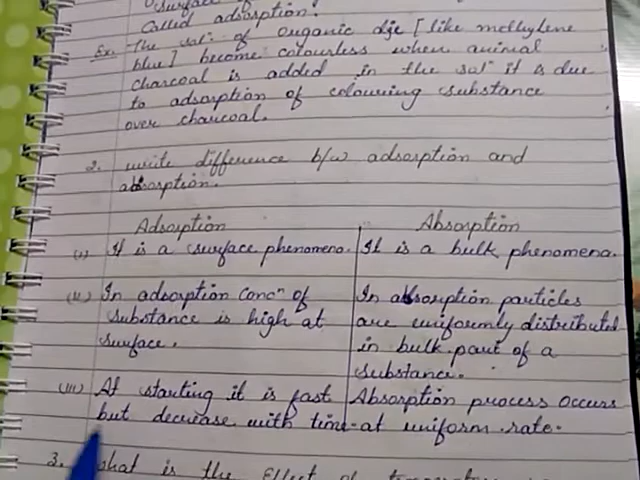 surface
called adsorption.
Ex. The solⁿ of organic dye [like methylene
blue] become colourless when animal
charcoal is added in the solⁿ it is due
to adsorption of colouring substance
over charcoal.
2. write difference b/w adsorption and
absorption.
Adsorption Absorption
(i) It is a surface phenomena. It is a bulk phenomena.
(ii) In adsorption concⁿ of In absorption particles
substance is high at are uniformly distributed
surface. in bulk part of a
substance.
(iii) At starting it is fast Absorption process occurs
but decrease with time. at uniform rate.
3. what is the effect of